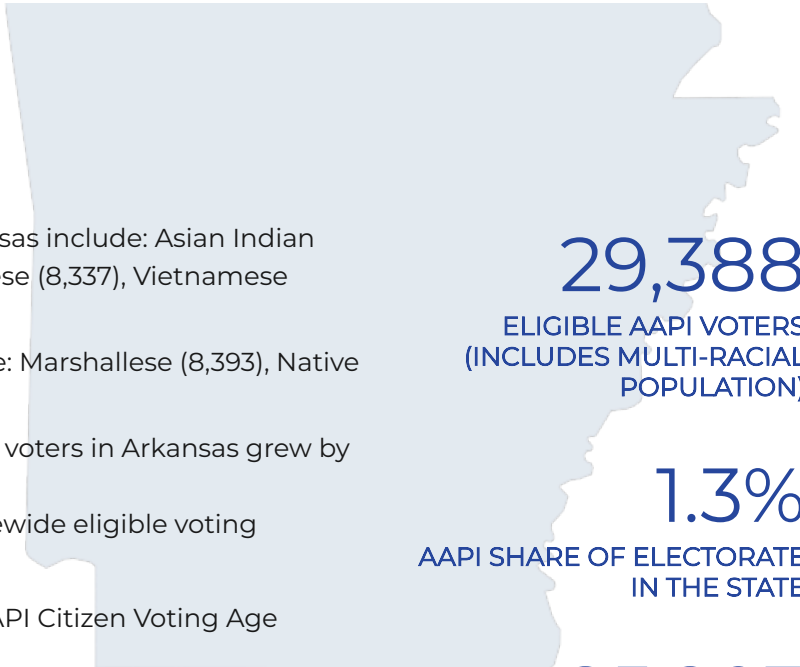 sas include: Asian Indian
se (8,337), Vietnamese
: Marshallese (8,393), Native
voters in Arkansas grew by
wide eligible voting
PI Citizen Voting Age
29,388
ELIGIBLE AAPI VOTERS
(INCLUDES MULTI-RACIAL
POPULATION)
1.3%
AAPI SHARE OF ELECTORATE
IN THE STATE